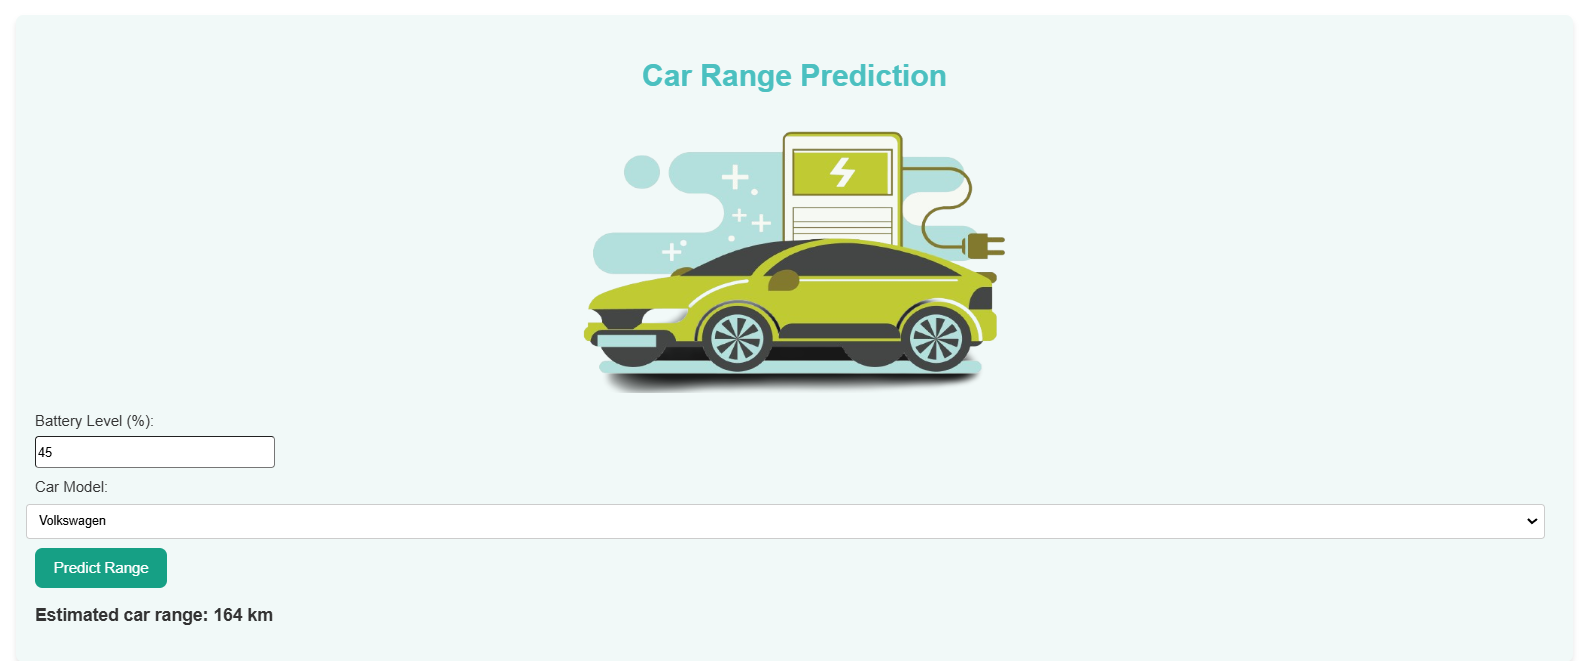 Car Range Prediction
Battery Level (%):
45
Car Model:
Volkswagen
Predict Range
Estimated car range: 164 km